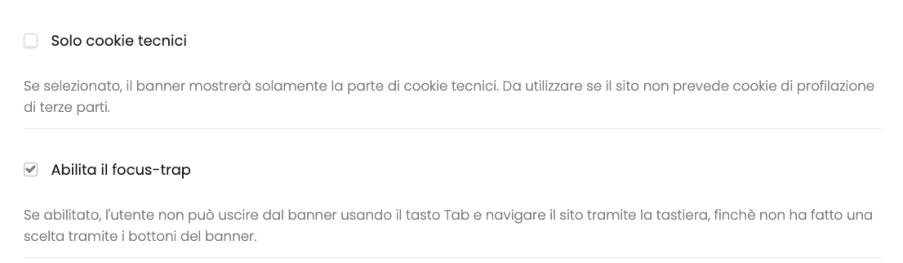 Solo cookie tecnici
Se selezionato, il banner mostrerà solamente la parte di cookie tecnici. Da utilizzare se il sito non prevede cookie di profilazione
di terze parti.
Abilita il focus-trap
Se abilitato, l'utente non può uscire dal banner usando il tasto Tab e navigare il sito tramite la tastiera, finchè non ha fatto una
scelta tramite i bottoni del banner.